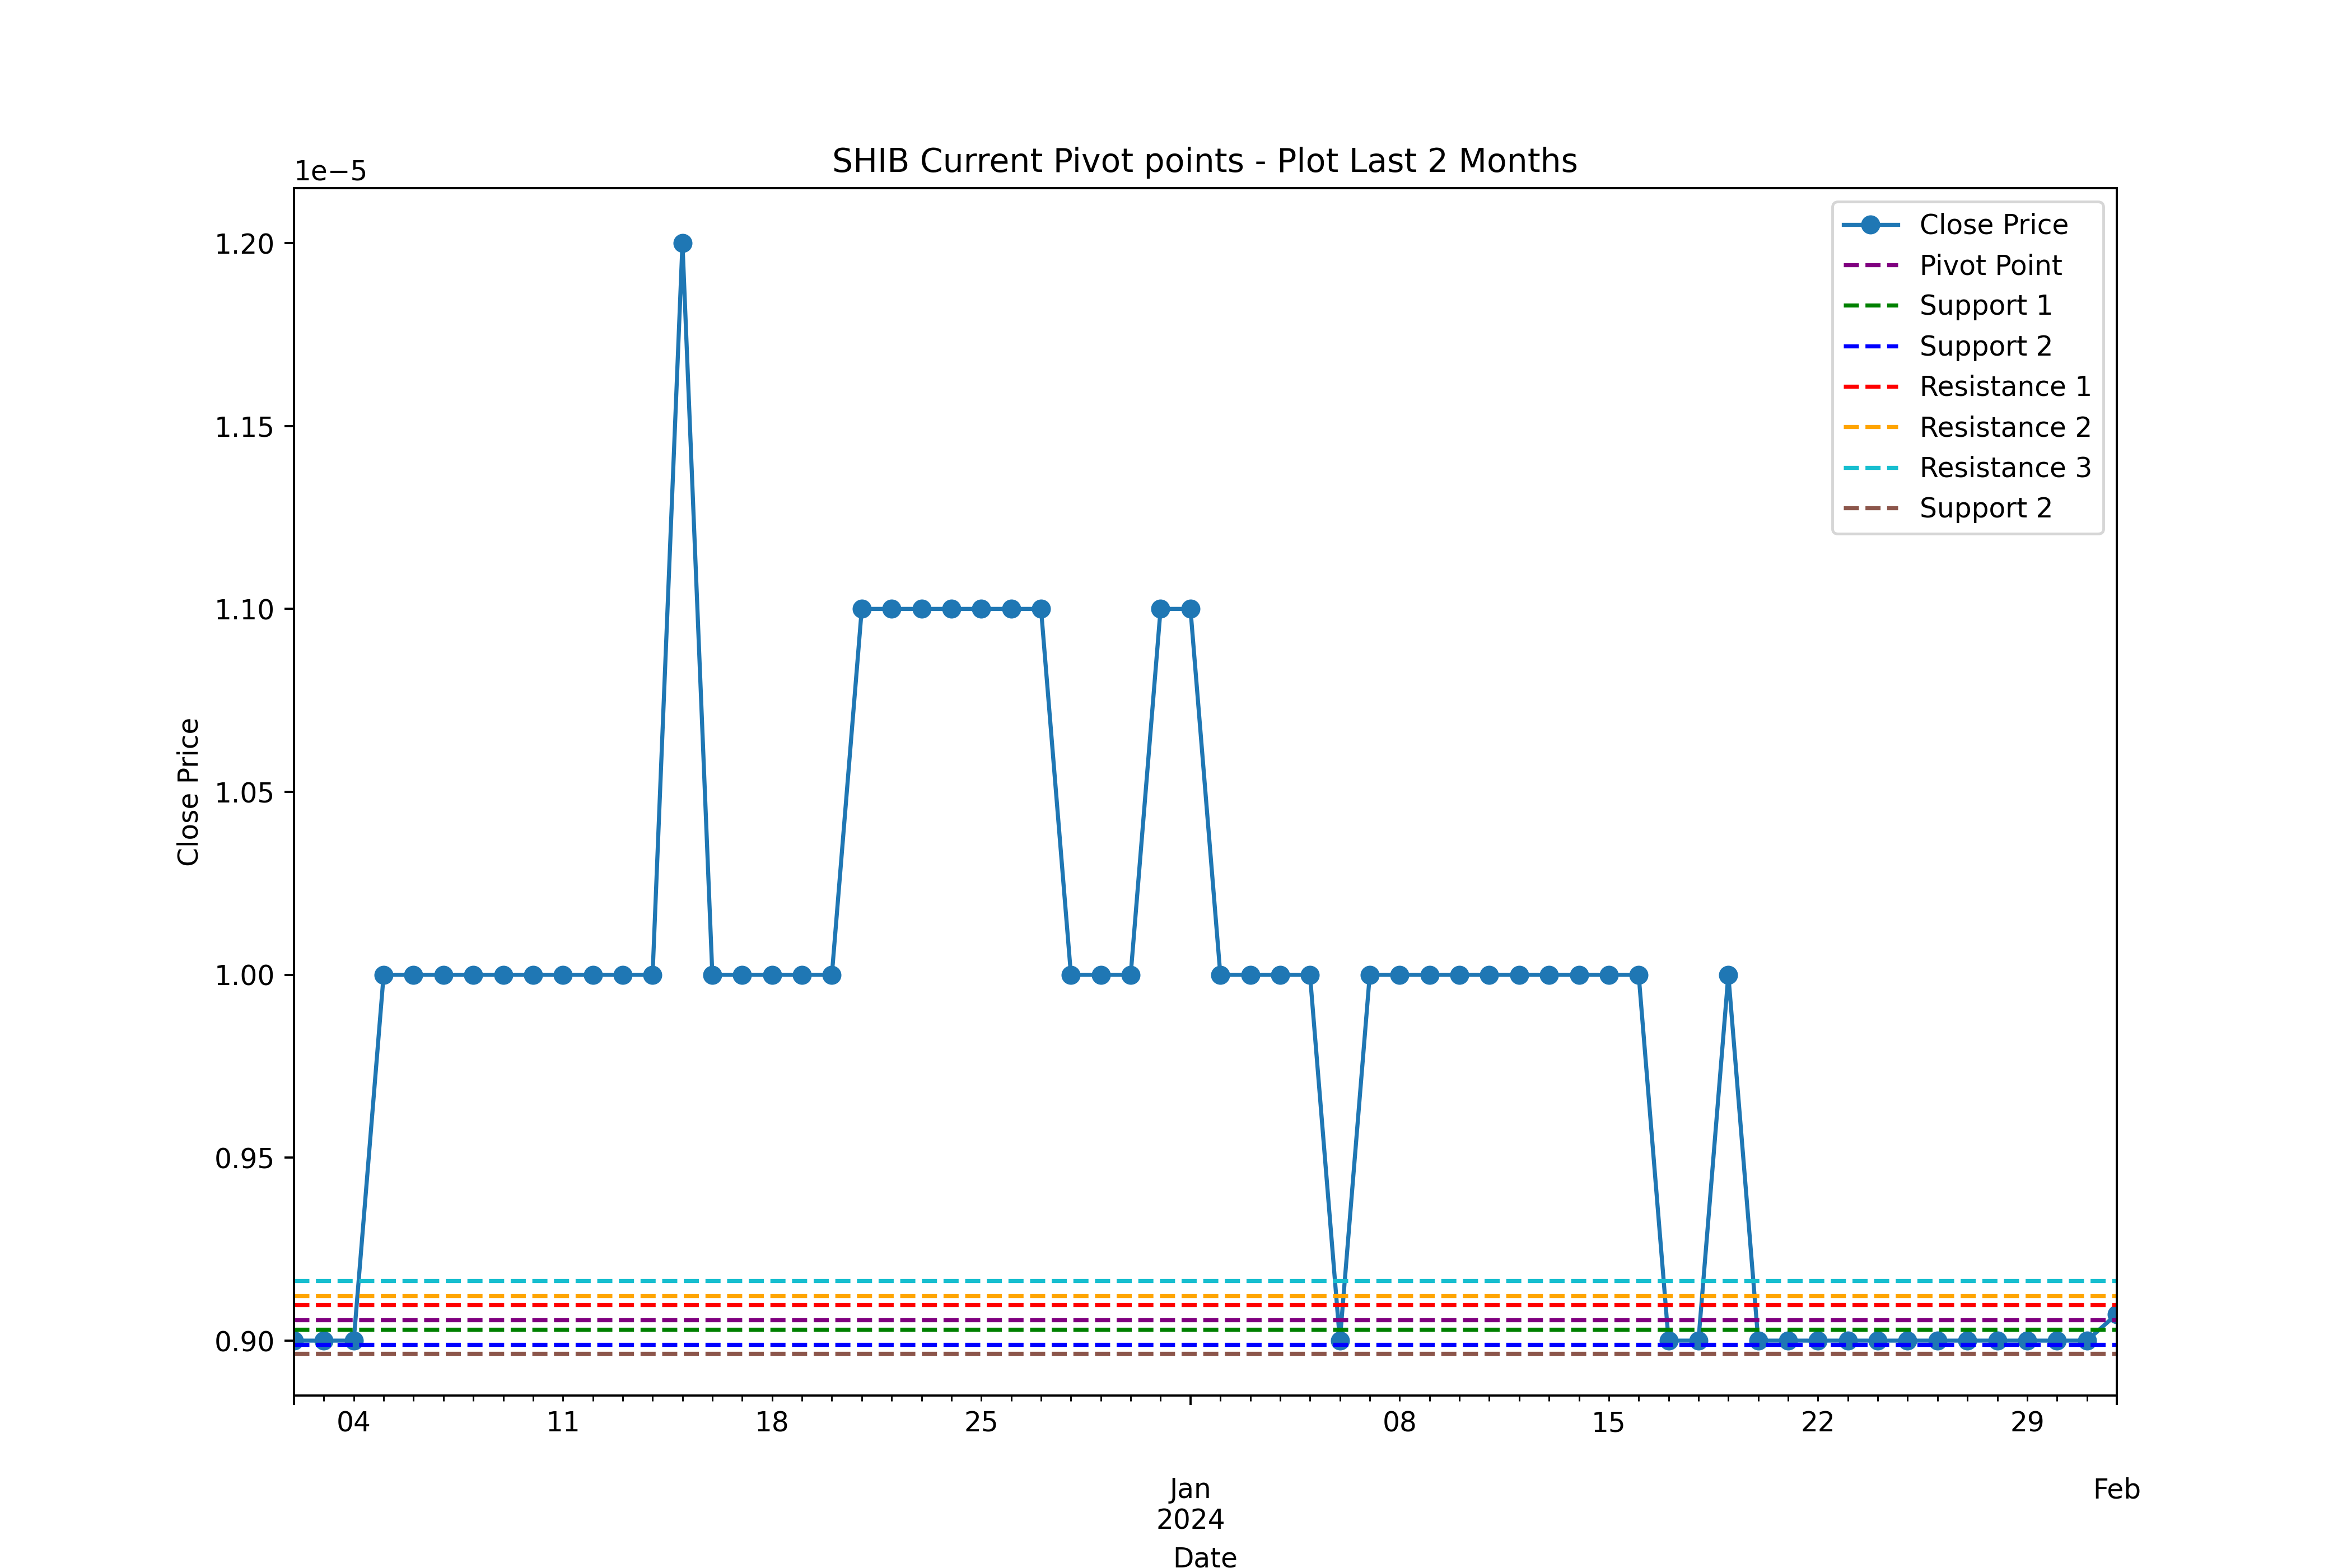 SHIB Current Pivot points - Plot Last 2 Months
1e−5
1.20
1.15
1.10
1.05
1.00
0.95
0.90
Close Price
Close Price
Pivot Point
Support 1
Support 2
Resistance 1
Resistance 2
Resistance 3
Support 2
04 11 18 25 08 15 22 29
Jan Feb
2024
Date